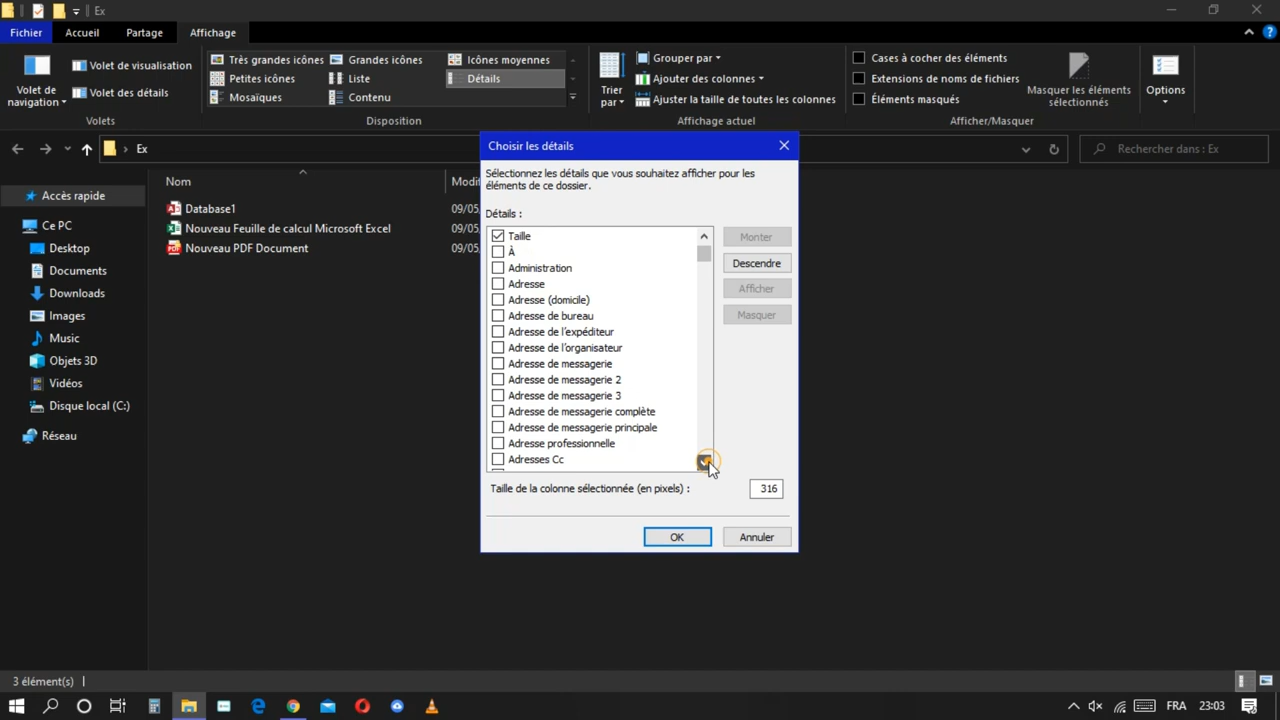 Ex
Fichier
Accueil
Partage
Affichage
Volet de navigation
Volet de visualisation
Volet des détails
Volets
Très grandes icônes
Grandes icônes
Icônes moyennes
Petites icônes
Liste
Détails
Mosaïques
Contenu
Disposition
Trier par
Grouper par
Ajouter des colonnes
Ajuster la taille de toutes les colonnes
Affichage actuel
Cases à cocher des éléments
Extensions de noms de fichiers
Éléments masqués
Masquer les éléments sélectionnés
Afficher/Masquer
Options
Ex
Rechercher dans : Ex
Accès rapide
Ce PC
Desktop
Documents
Downloads
Images
Music
Objets 3D
Vidéos
Disque local (C:)
Réseau
Nom
Modif
Database1
09/05
Nouveau Feuille de calcul Microsoft Excel
09/05
Nouveau PDF Document
09/05
Choisir les détails
Sélectionnez les détails que vous souhaitez afficher pour les
éléments de ce dossier.
Détails :
Taille
À
Administration
Adresse
Adresse (domicile)
Adresse de bureau
Adresse de l'expéditeur
Adresse de l'organisateur
Adresse de messagerie
Adresse de messagerie 2
Adresse de messagerie 3
Adresse de messagerie complète
Adresse de messagerie principale
Adresse professionnelle
Adresses Cc
Monter
Descendre
Afficher
Masquer
Taille de la colonne sélectionnée (en pixels) :
316
OK
Annuler
3 élément(s)
FRA
23:03